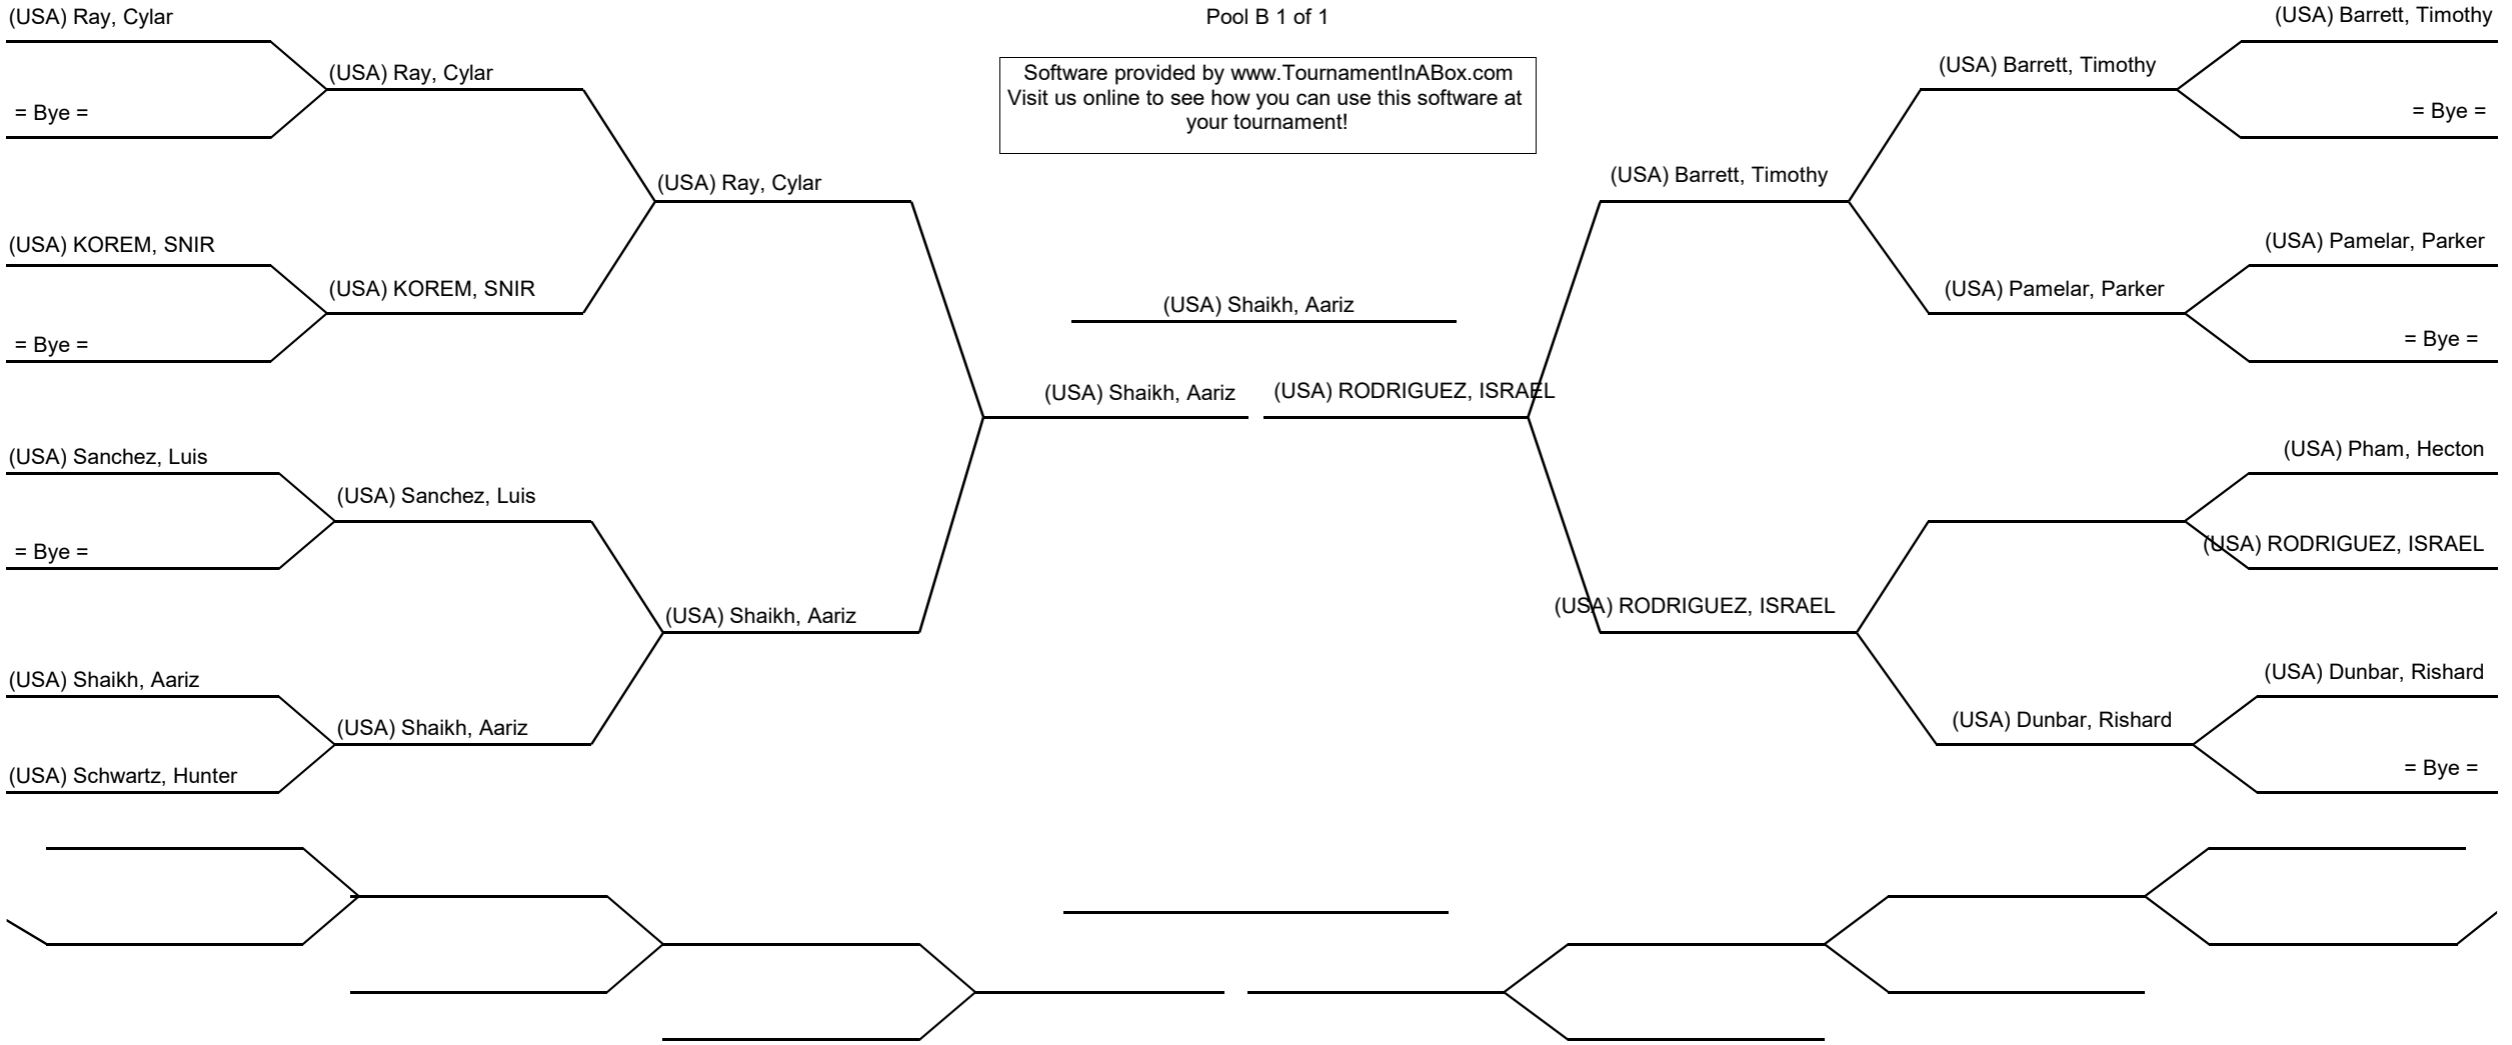 Pool B 1 of 1
Software provided by www.TournamentInABox.com
Visit us online to see how you can use this software at
your tournament!
(USA) Ray, Cylar
= Bye =
(USA) KOREM, SNIR
= Bye =
(USA) Sanchez, Luis
= Bye =
(USA) Shaikh, Aariz
(USA) Schwartz, Hunter
(USA) Ray, Cylar
(USA) KOREM, SNIR
(USA) Sanchez, Luis
(USA) Shaikh, Aariz
(USA) Ray, Cylar
(USA) Shaikh, Aariz
(USA) Shaikh, Aariz
(USA) Shaikh, Aariz
(USA) RODRIGUEZ, ISRAEL
(USA) Barrett, Timothy
(USA) RODRIGUEZ, ISRAEL
(USA) Barrett, Timothy
(USA) Pamelar, Parker
(USA) Dunbar, Rishard
(USA) Barrett, Timothy
= Bye =
(USA) Pamelar, Parker
= Bye =
(USA) Pham, Hecton
(USA) RODRIGUEZ, ISRAEL
(USA) Dunbar, Rishard
= Bye =